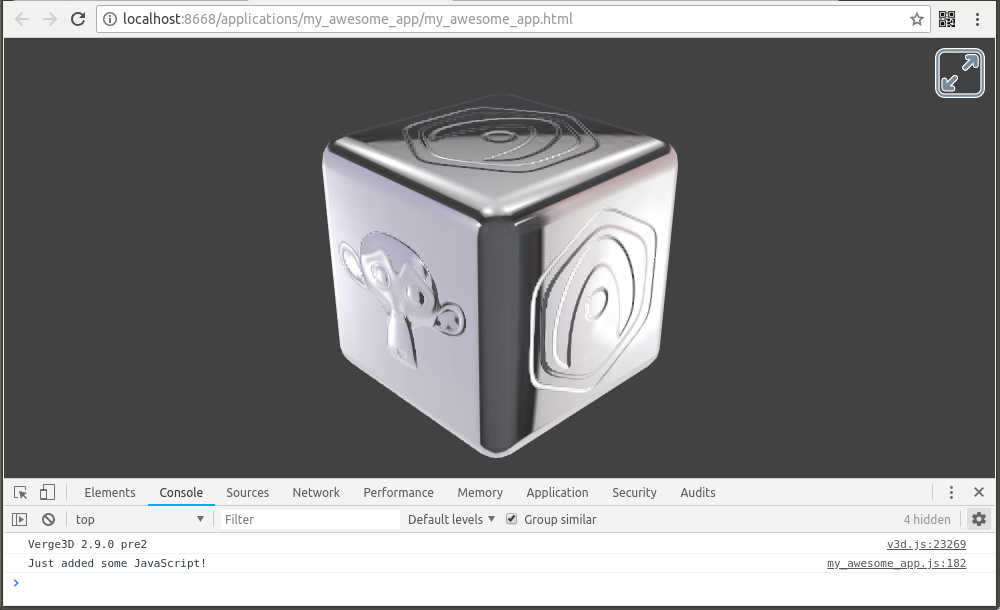 localhost:8668/applications/my_awesome_app/my_awesome_app.html
Elements Console Sources Network Performance Memory Application Security Audits
top Filter Default levels Group similar 4 hidden
Verge3D 2.9.0 pre2 v3d.js:23269
Just added some JavaScript! my_awesome_app.js:182